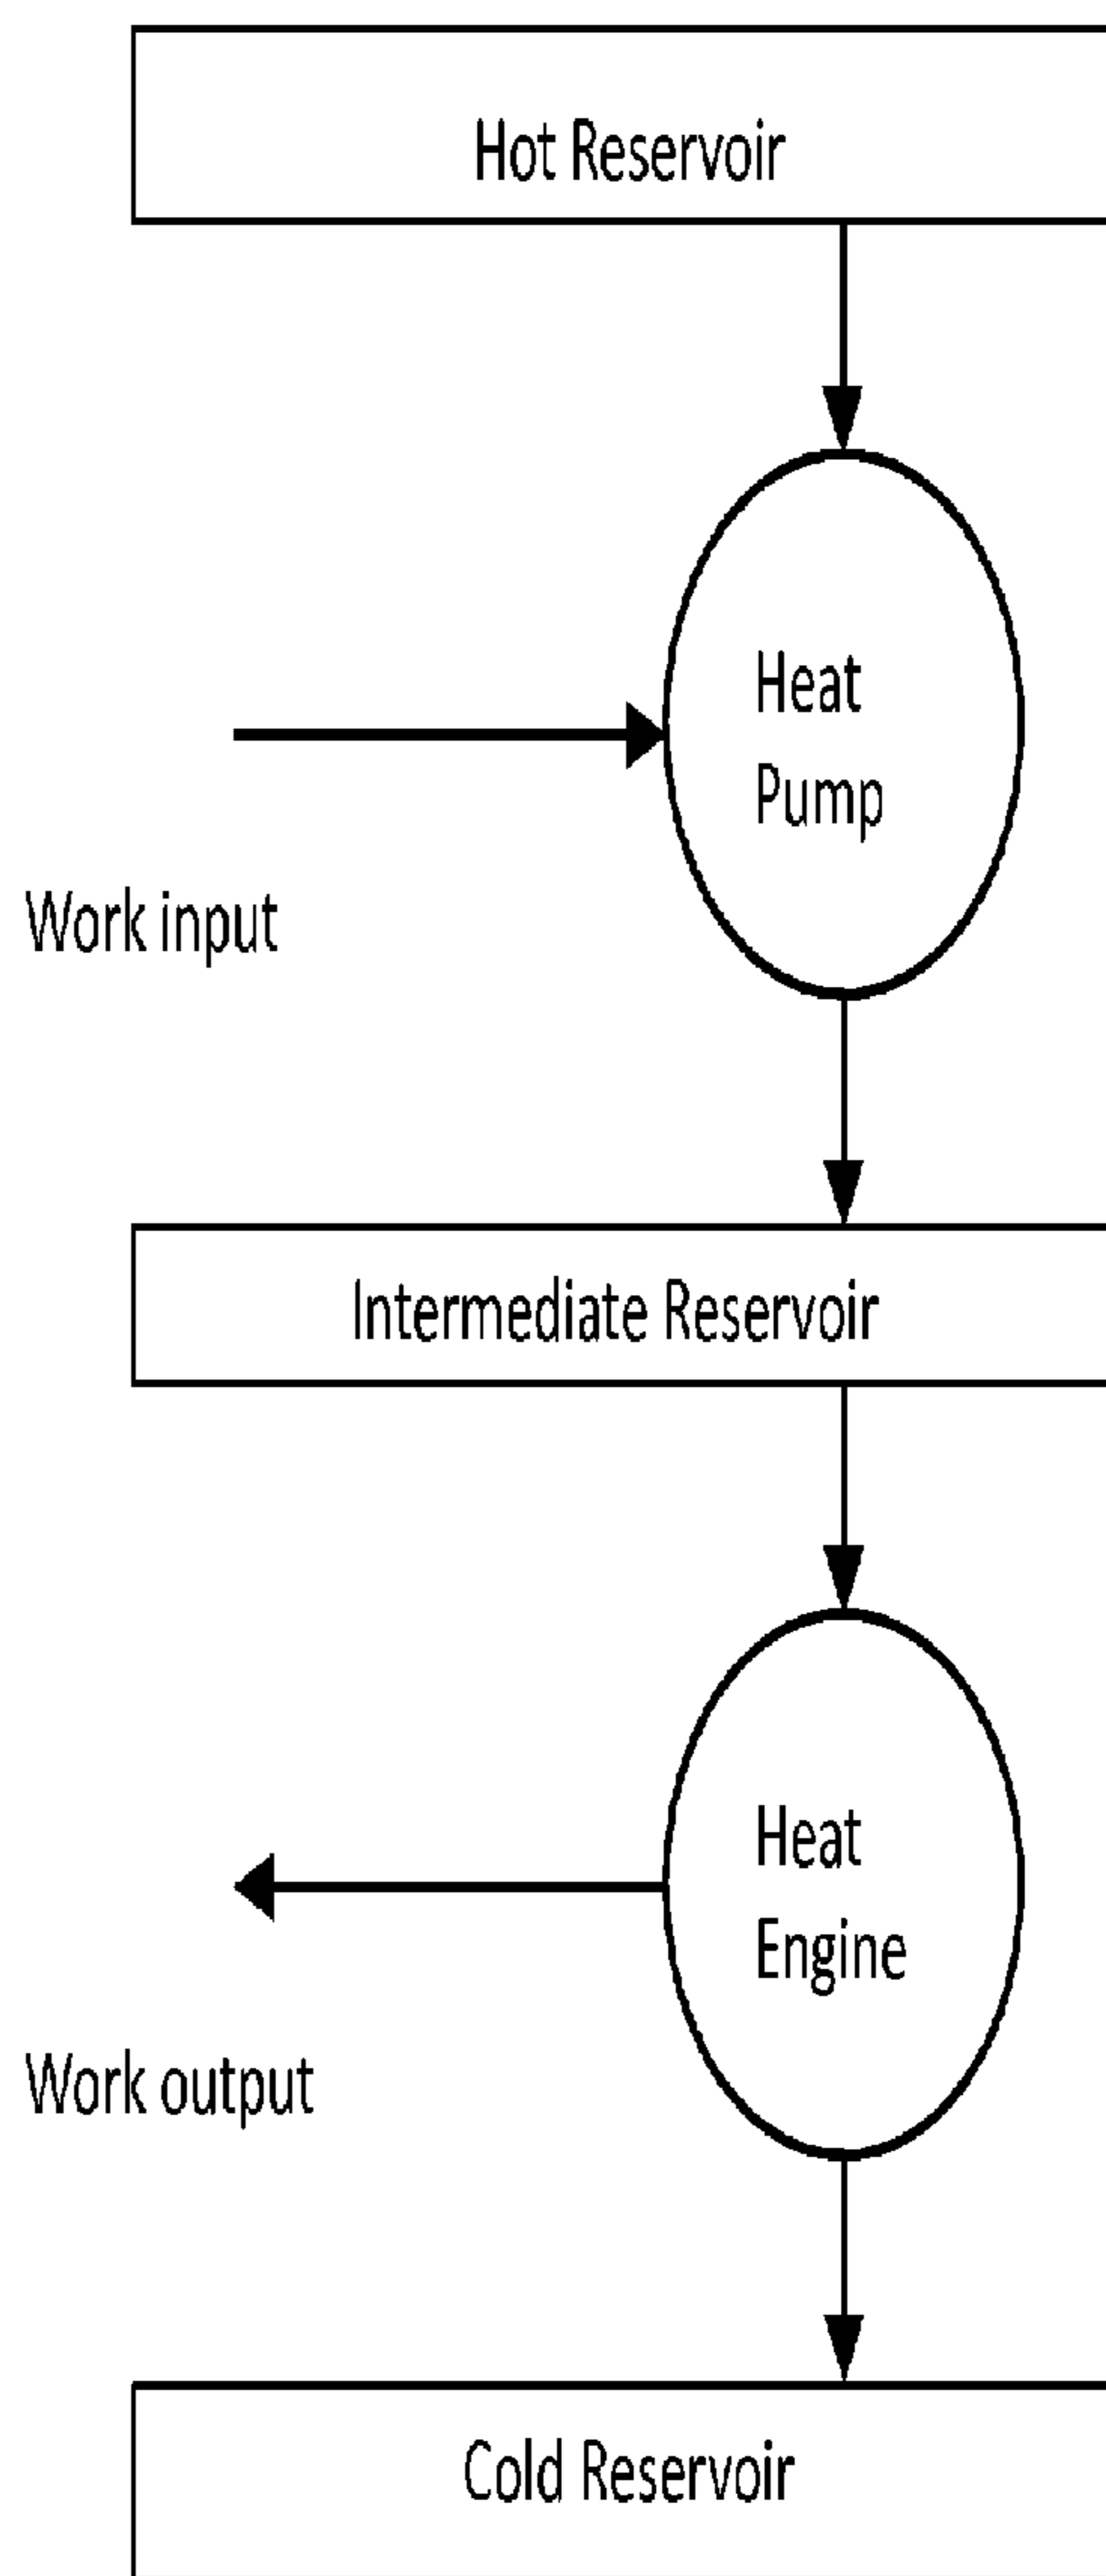 Hot Reservoir
Heat
Pump
Work input
Intermediate Reservoir
Heat
Engine
Work output
Cold Reservoir